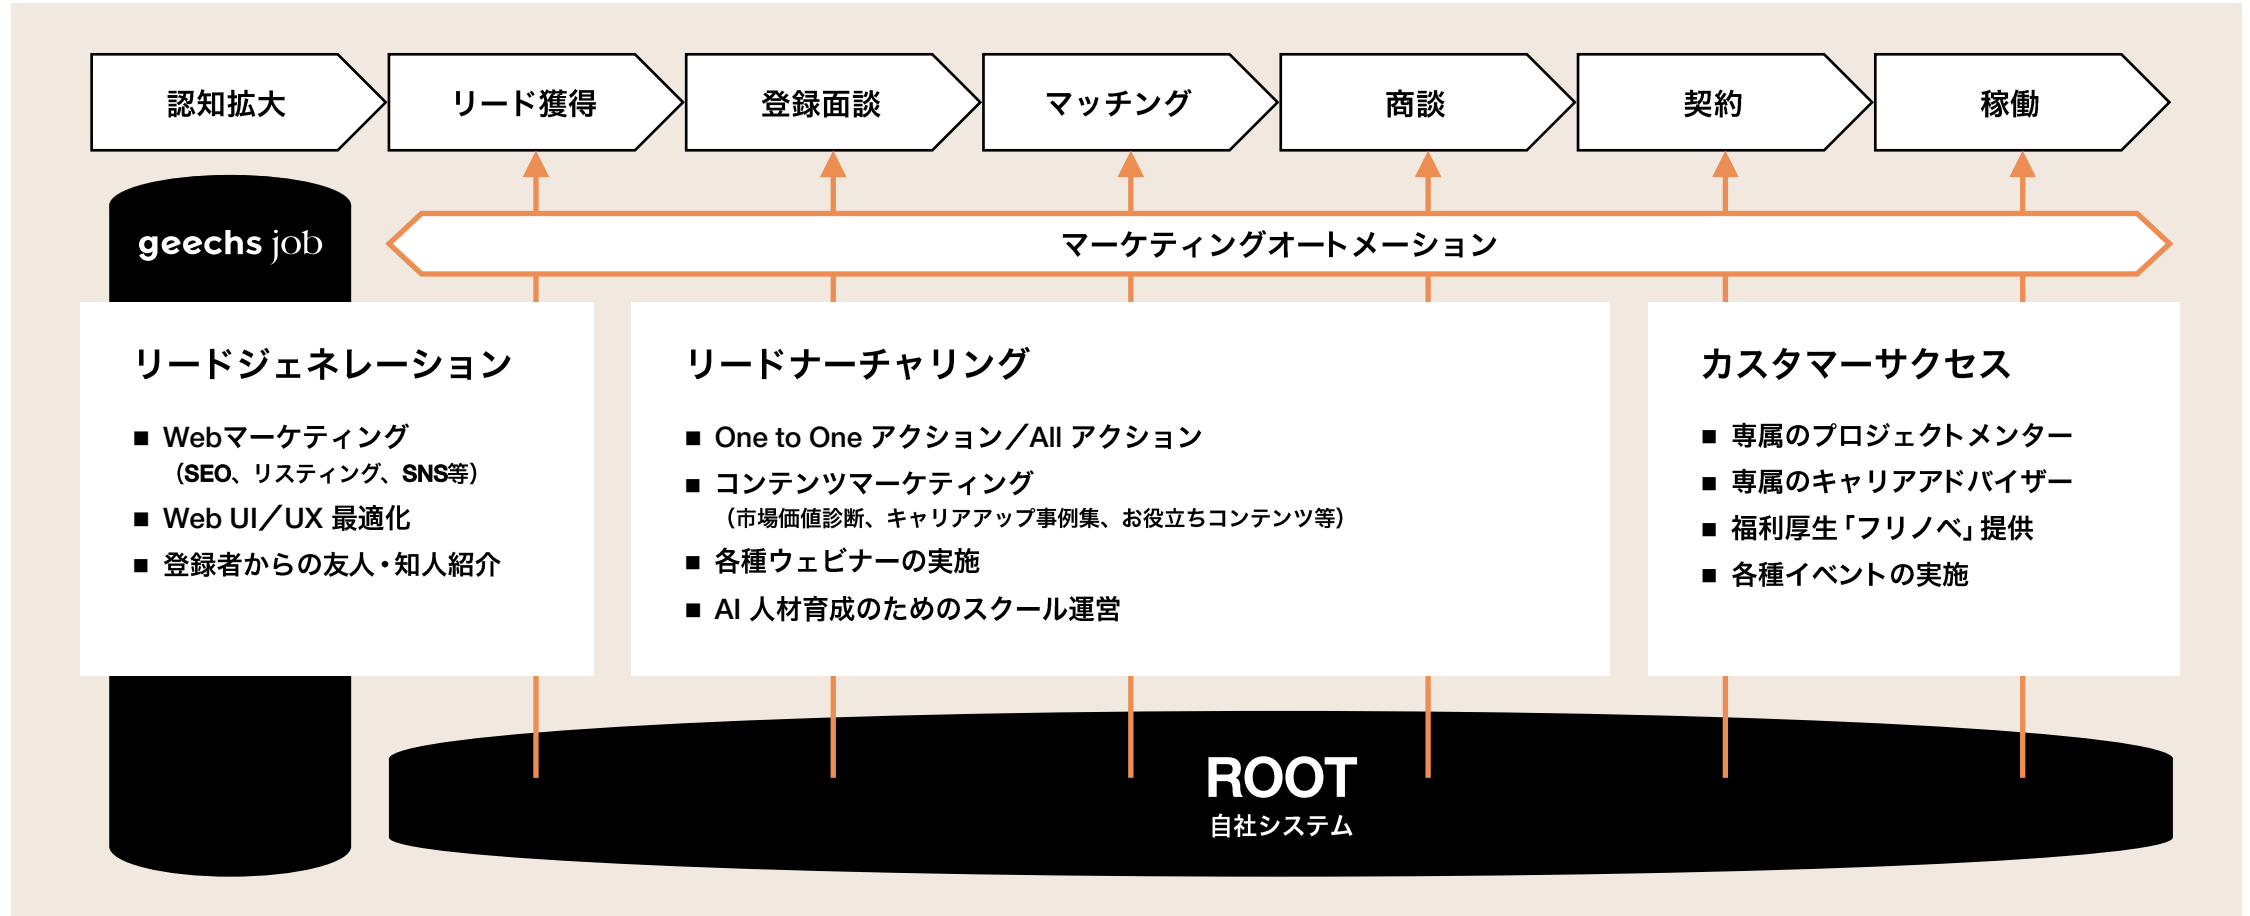 認知拡大
リード獲得
登録面談
マッチング
商談
契約
稼働
geechs job
マーケティングオートメーション
リードジェネレーション
■ Webマーケティング
（SEO、リスティング、SNS等）
■ Web UI／UX 最適化
■ 登録者からの友人・知人紹介
リードナーチャリング
■ One to One アクション／All アクション
■ コンテンツマーケティング
（市場価値診断、キャリアアップ事例集、お役立ちコンテンツ等）
■ 各種ウェビナーの実施
■ AI 人材育成のためのスクール運営
カスタマーサクセス
■ 専属のプロジェクトメンター
■ 専属のキャリアアドバイザー
■ 福利厚生「フリノベ」提供
■ 各種イベントの実施
ROOT
自社システム